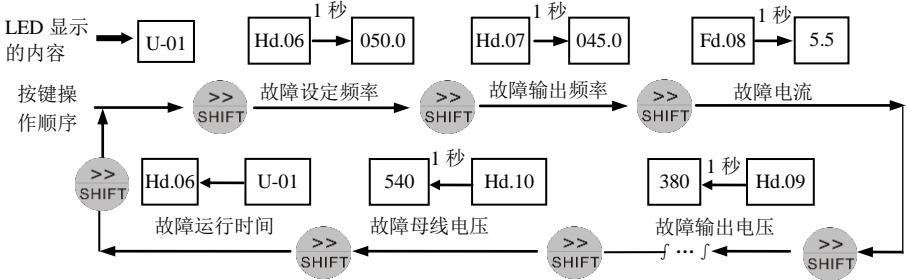 LED 显示
的内容
U-01
Hd.06
1 秒
050.0
Hd.07
1 秒
045.0
Fd.08
1 秒
5.5
按键操
作顺序
>>
SHIFT
故障设定频率
>>
SHIFT
故障输出频率
>>
SHIFT
故障电流
>>
SHIFT
Hd.06
U-01
540
1 秒
Hd.10
380
1 秒
Hd.09
故障运行时间
故障母线电压
故障输出电压
>>
SHIFT
>>
SHIFT
...
>>
SHIFT